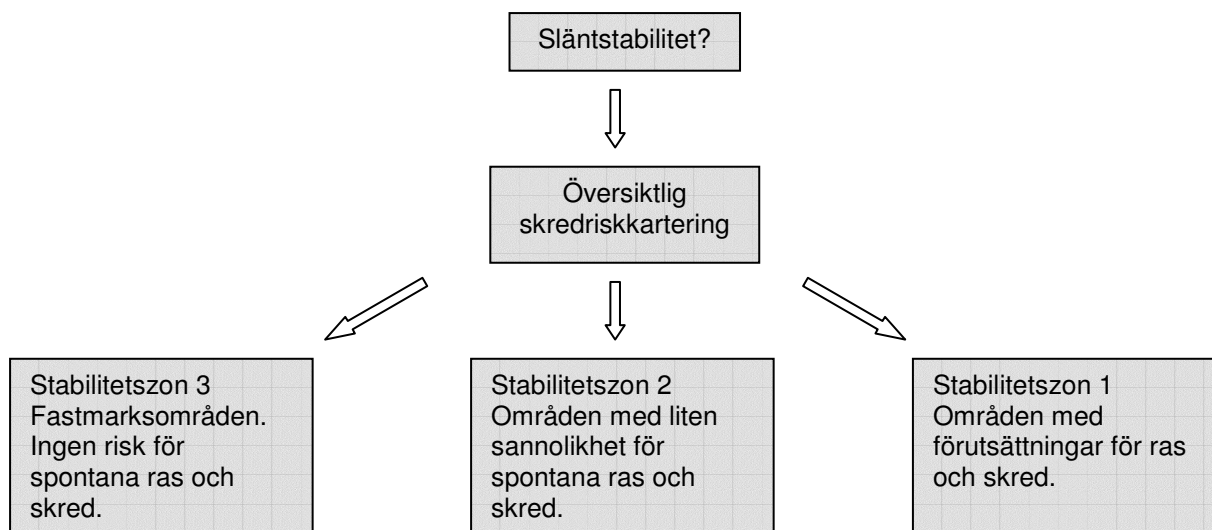 Släntstabilitet?
Översiktlig
skredriskkartering
Stabilitetszon 3
Fastmarksområden.
Ingen risk för
spontana ras och
skred.
Stabilitetszon 2
Områden med liten
sannolikhet för
spontana ras och
skred.
Stabilitetszon 1
Områden med
förutsättningar för ras
och skred.